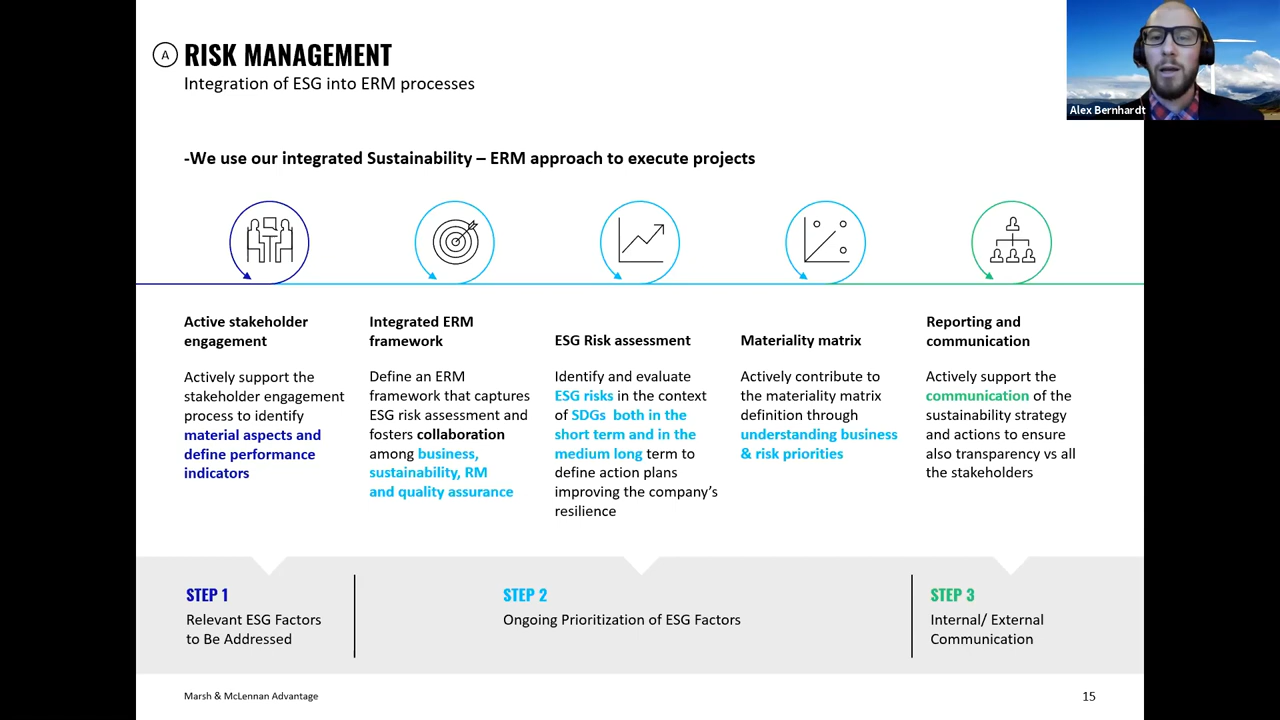 A
RISK MANAGEMENT
Integration of ESG into ERM processes
Alex Bernhardt
-We use our integrated Sustainability – ERM approach to execute projects
Active stakeholder
engagement
Actively support the
stakeholder engagement
process to identify
material aspects and
define performance
indicators
Integrated ERM
framework
Define an ERM
framework that captures
ESG risk assessment and
fosters collaboration
among business,
sustainability, RM
and quality assurance
ESG Risk assessment
Identify and evaluate
ESG risks in the context
of SDGs both in the
short term and in the
medium long term to
define action plans
improving the company’s
resilience
Materiality matrix
Actively contribute to
the materiality matrix
definition through
understanding business
& risk priorities
Reporting and
communication
Actively support the
communication of the
sustainability strategy
and actions to ensure
also transparency vs all
the stakeholders
STEP 1
Relevant ESG Factors
to Be Addressed
STEP 2
Ongoing Prioritization of ESG Factors
STEP 3
Internal/ External
Communication
Marsh & McLennan Advantage
15